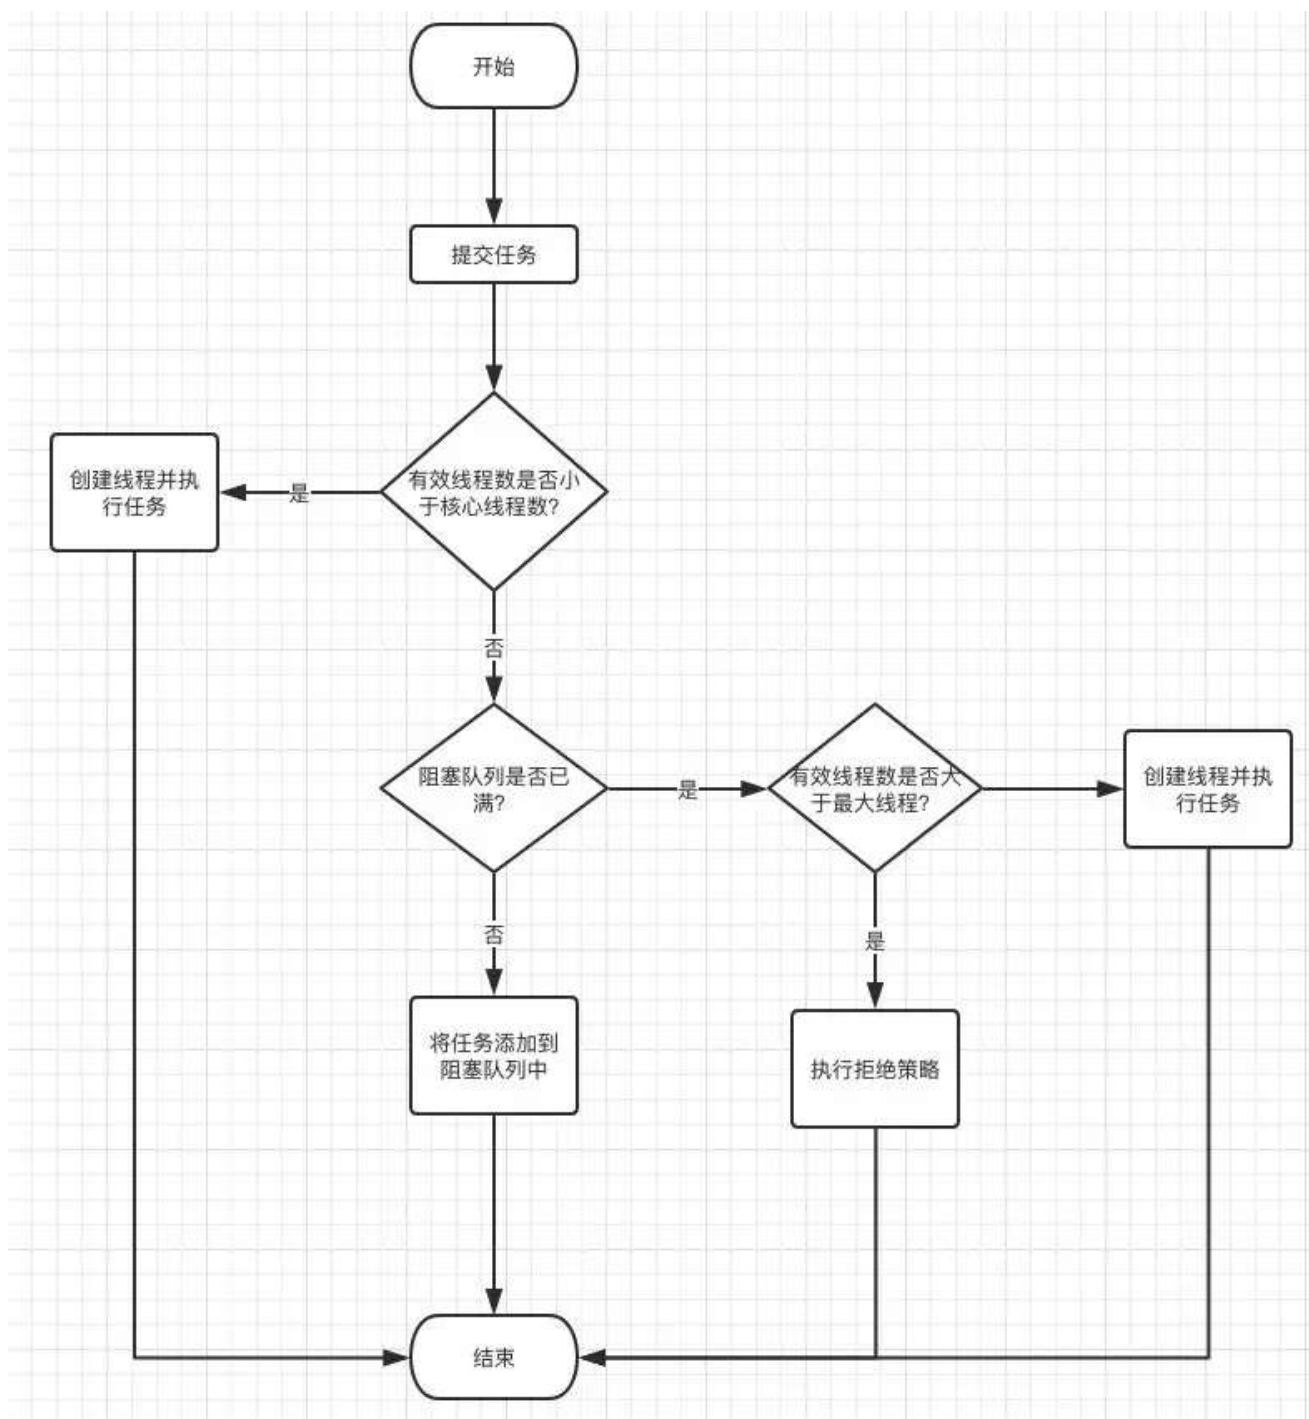 开始
提交任务
有效线程数是否小
于核心线程数?
是
创建线程并执
行任务
否
阻塞队列是否已
满?
是
有效线程数是否大
于最大线程?
创建线程并执
行任务
否
是
将任务添加到
阻塞队列中
执行拒绝策略
结束